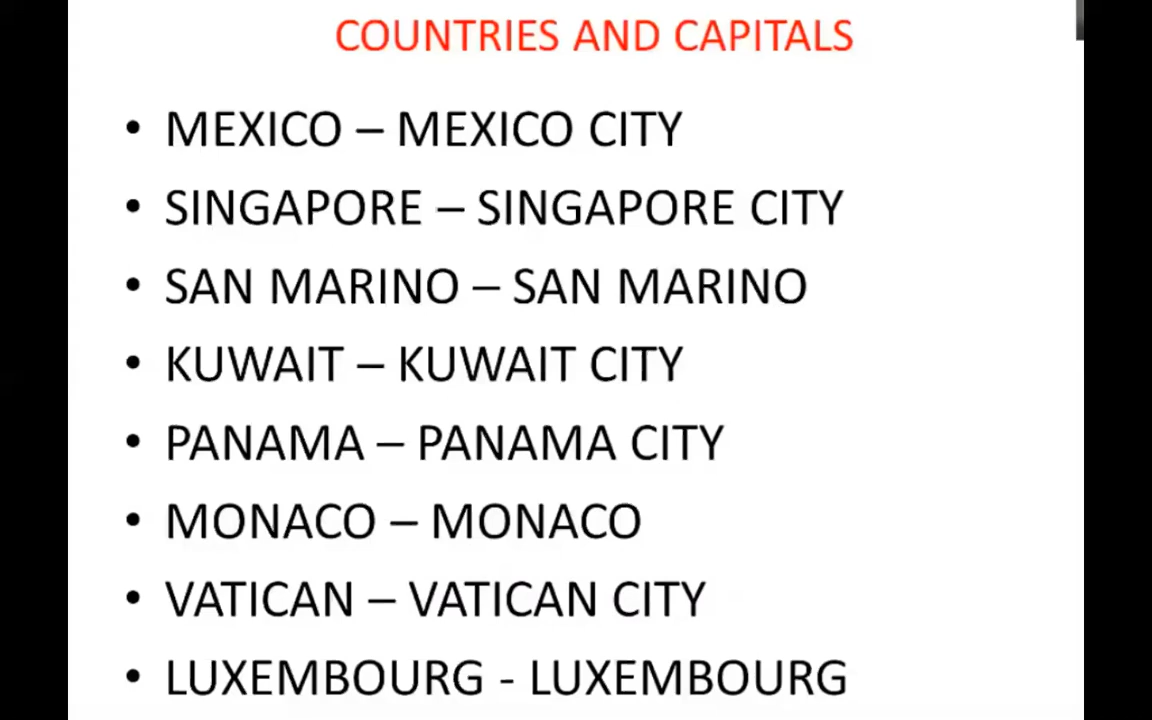 COUNTRIES AND CAPITALS
• MEXICO – MEXICO CITY
• SINGAPORE – SINGAPORE CITY
• SAN MARINO – SAN MARINO
• KUWAIT – KUWAIT CITY
• PANAMA – PANAMA CITY
• MONACO – MONACO
• VATICAN – VATICAN CITY
• LUXEMBOURG - LUXEMBOURG